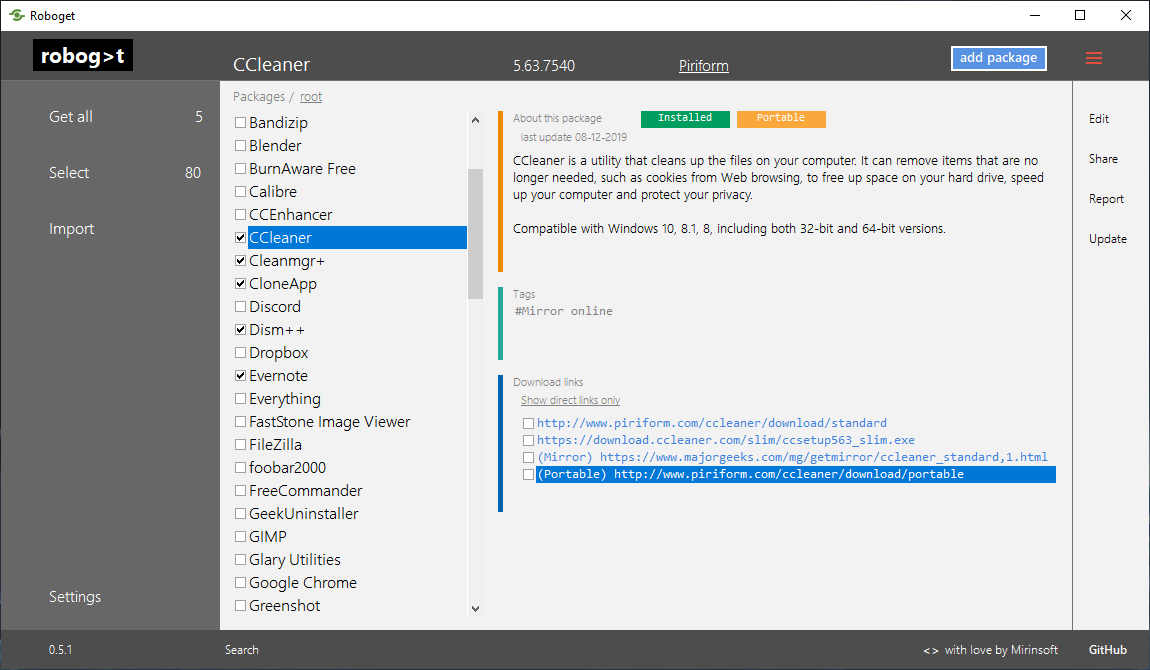 Roboget
robog>t
CCleaner
5.63.7540
Piriform
add package
Get all 5
Select 80
Import
Settings
Packages / root
Bandizip
Blender
BurnAware Free
Calibre
CCEnhancer
CCleaner
Cleanmgr+
CloneApp
Discord
Dism++
Dropbox
Evernote
Everything
FastStone Image Viewer
FileZilla
foobar2000
FreeCommander
GeekUninstaller
GIMP
Glary Utilities
Google Chrome
Greenshot
About this package
Installed
Portable
last update 08-12-2019
CCleaner is a utility that cleans up the files on your computer. It can remove items that are no
longer needed, such as cookies from Web browsing, to free up space on your hard drive, speed
up your computer and protect your privacy.
Compatible with Windows 10, 8.1, 8, including both 32-bit and 64-bit versions.
Tags
#Mirror online
Download links
Show direct links only
http://www.piriform.com/ccleaner/download/standard
https://download.ccleaner.com/slim/ccsetup563_slim.exe
(Mirror) https://www.majorgeeks.com/mg/getmirror/ccleaner_standard,1.html
(Portable) http://www.piriform.com/ccleaner/download/portable
Edit
Share
Report
Update
0.5.1
Search
<> with love by Mirinsoft
GitHub